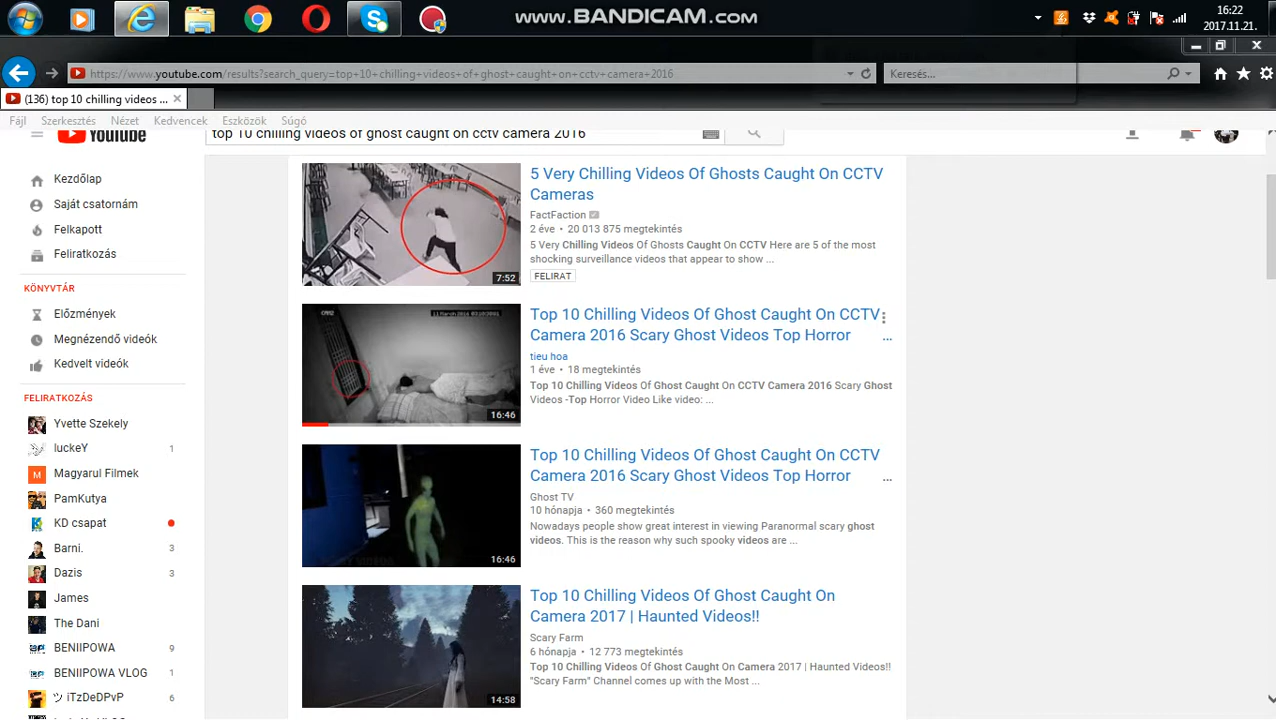 www.BANDICAM.com
16:22
2017.11.21.
https://www.youtube.com/results?search_query=top+10+chilling+videos+of+ghost+caught+on+cctv+camera+2016
Keresés...
(136) top 10 chilling videos ...
Fájl Szerkesztés Nézet Kedvencek Eszközök Súgó
YouTube
top 10 chilling videos of ghost caught on cctv camera 2016
Kezdőlap
Saját csatornám
Felkapott
Feliratkozás
KÖNYVTÁR
Előzmények
Megnézendő videók
Kedvelt videók
FELIRATKOZÁS
Yvette Szekely
luckeY 1
M Magyarul Filmek
PamKutya
KD csapat
Barni. 3
Dazis 3
James
The Dani
BENIIPOWA 9
BENIIPOWA VLOG 1
ツ iTzDeDPvP 6
7:52
5 Very Chilling Videos Of Ghosts Caught On CCTV
Cameras
FactFaction
2 éve • 20 013 875 megtekintés
5 Very Chilling Videos Of Ghosts Caught On CCTV Here are 5 of the most
shocking surveillance videos that appear to show ...
FELIRAT
16:46
Top 10 Chilling Videos Of Ghost Caught On CCTV
Camera 2016 Scary Ghost Videos Top Horror ...
tieu hoa
1 éve • 18 megtekintés
Top 10 Chilling Videos Of Ghost Caught On CCTV Camera 2016 Scary Ghost
Videos -Top Horror Video Like video: ...
16:46
Top 10 Chilling Videos Of Ghost Caught On CCTV
Camera 2016 Scary Ghost Videos Top Horror ...
Ghost TV
10 hónapja • 360 megtekintés
Nowadays people show great interest in viewing Paranormal scary ghost
videos. This is the reason why such spooky videos are ...
14:58
Top 10 Chilling Videos Of Ghost Caught On
Camera 2017 | Haunted Videos!!
Scary Farm
6 hónapja • 12 773 megtekintés
Top 10 Chilling Videos Of Ghost Caught On Camera 2017 | Haunted Videos!!
"Scary Farm" Channel comes up with the Most ...